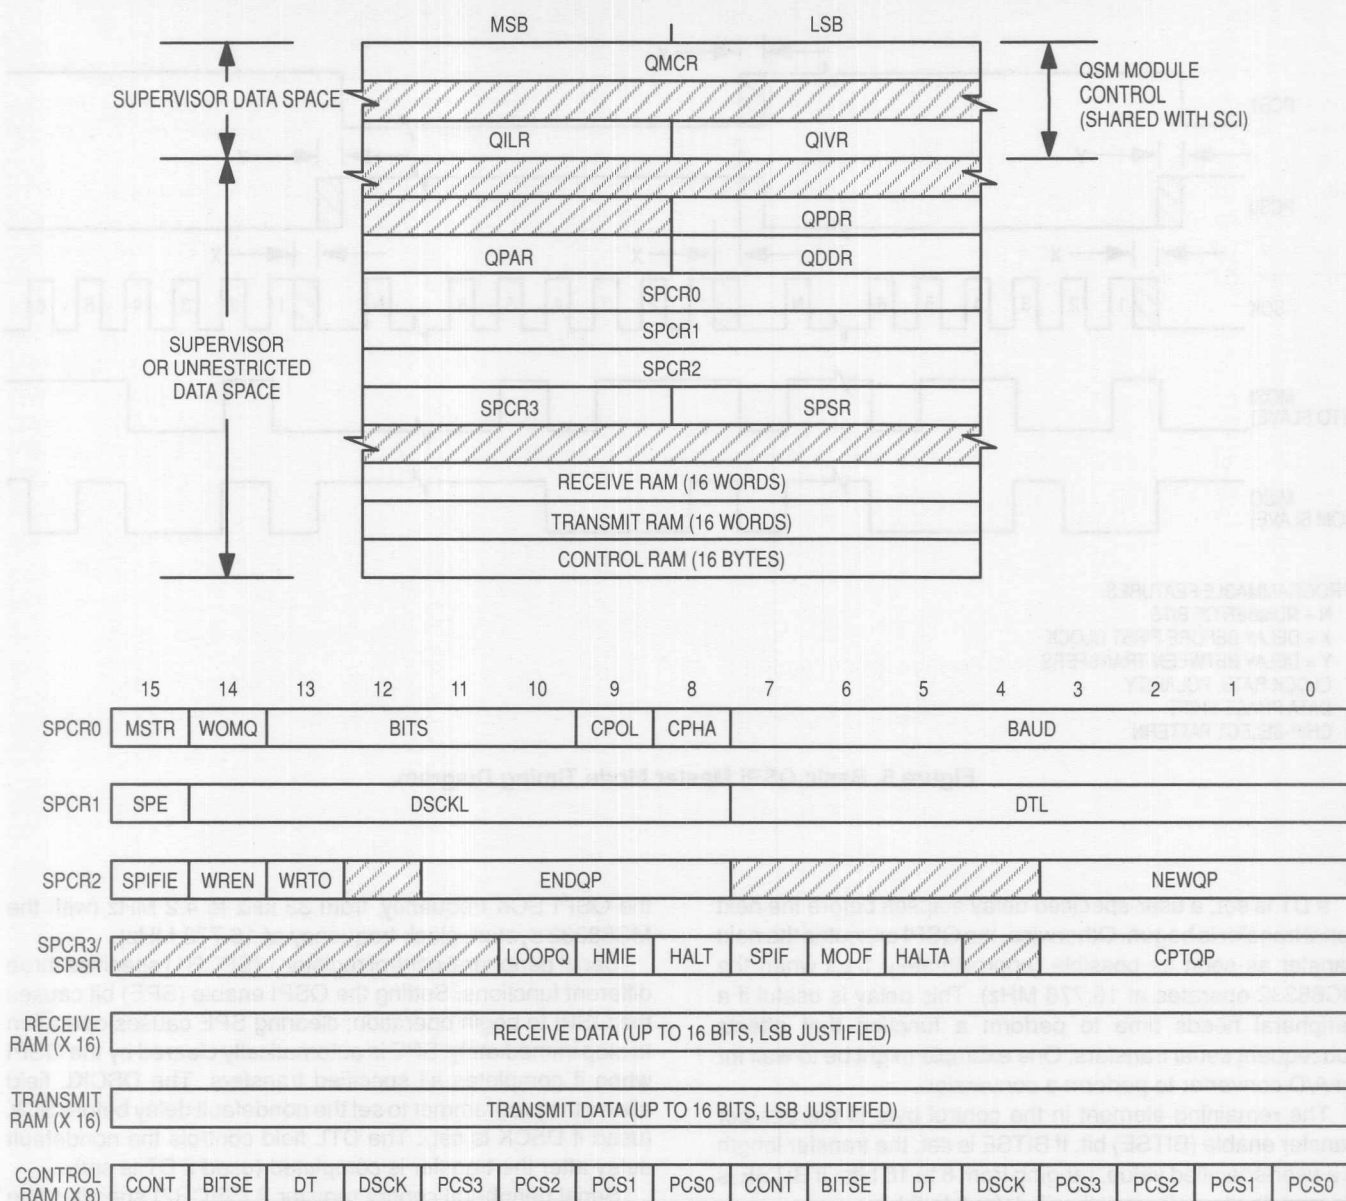 MSB LSB
QMCR
QSM MODULE
CONTROL
(SHARED WITH SCI)
SUPERVISOR DATA SPACE
QILR QIVR
QPDR
QPAR QDDR
SPCR0
SPCR1
SUPERVISOR
OR UNRESTRICTED
DATA SPACE
SPCR2
SPCR3 SPSR
RECEIVE RAM (16 WORDS)
TRANSMIT RAM (16 WORDS)
CONTROL RAM (16 BYTES)
15 14 13 12 11 10 9 8 7 6 5 4 3 2 1 0
SPCR0 MSTR WOMQ BITS CPOL CPHA BAUD
SPCR1 SPE DSCKL DTL
SPCR2 SPIFIE WREN WRTO ENDQP NEWQP
SPCR3/
SPSR LOOPQ HMIE HALT SPIF MODF HALTA CPTQP
RECEIVE
RAM (X 16) RECEIVE DATA (UP TO 16 BITS, LSB JUSTIFIED)
TRANSMIT
RAM (X 16) TRANSMIT DATA (UP TO 16 BITS, LSB JUSTIFIED)
CONTROL
RAM (X 8) CONT BITSE DT DSCK PCS3 PCS2 PCS1 PCS0 CONT BITSE DT DSCK PCS3 PCS2 PCS1 PCS0